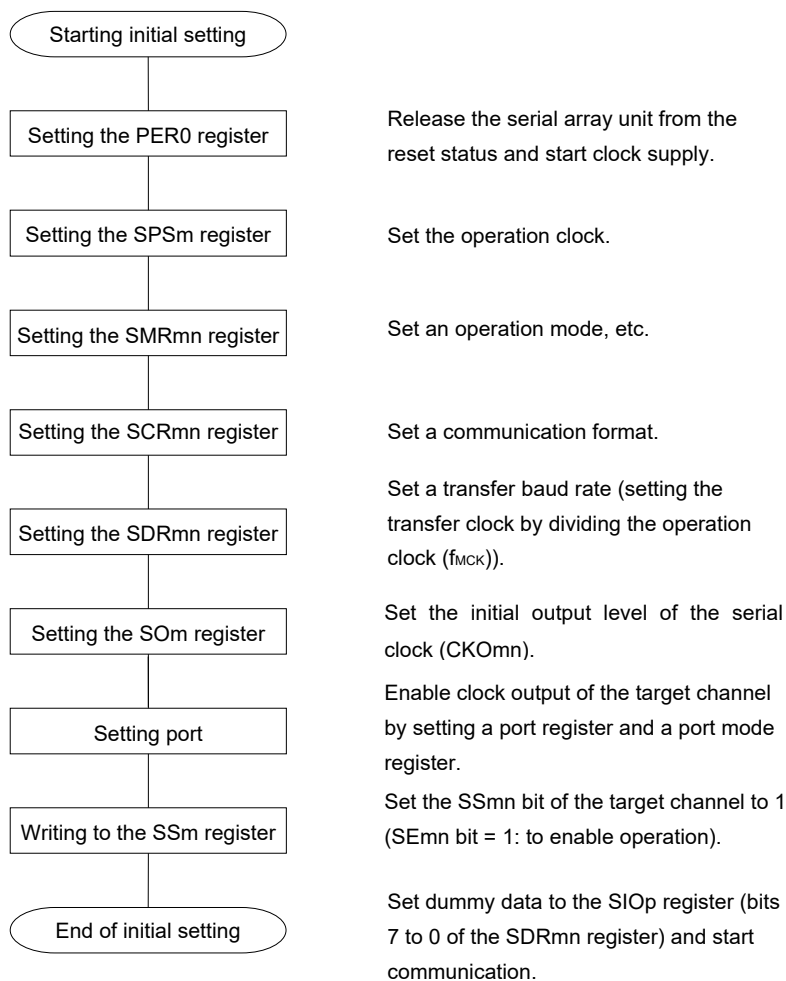 Starting initial setting
Setting the PER0 register
Release the serial array unit from the
reset status and start clock supply.
Setting the SPSm register
Set the operation clock.
Setting the SMRmn register
Set an operation mode, etc.
Setting the SCRmn register
Set a communication format.
Setting the SDRmn register
Set a transfer baud rate (setting the
transfer clock by dividing the operation
clock (fMCK)).
Setting the SOm register
Set the initial output level of the serial
clock (CKOmn).
Setting port
Enable clock output of the target channel
by setting a port register and a port mode
register.
Writing to the SSm register
Set the SSmn bit of the target channel to 1
(SEmn bit = 1: to enable operation).
End of initial setting
Set dummy data to the SIOp register (bits
7 to 0 of the SDRmn register) and start
communication.